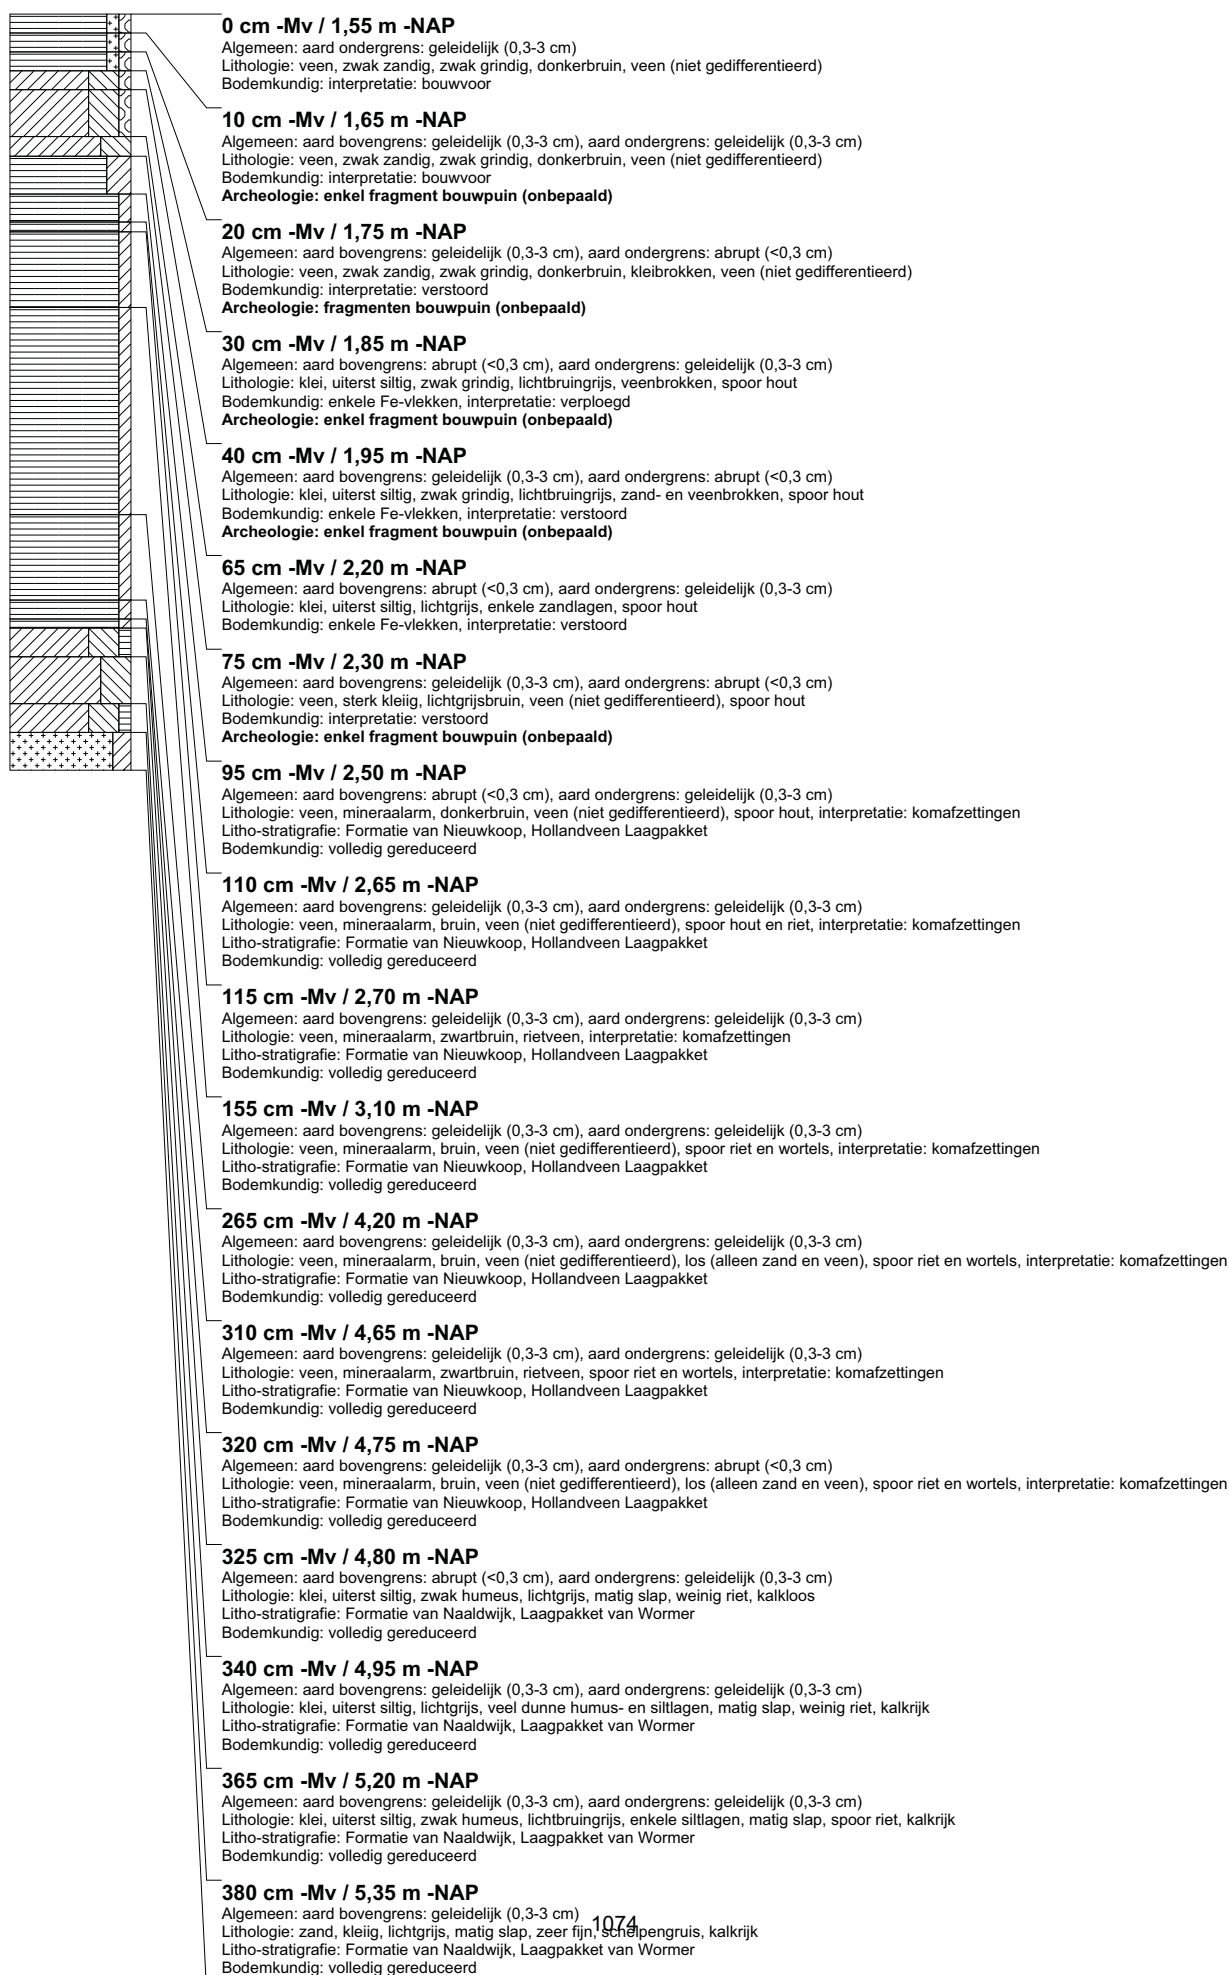 0 cm -Mv / 1,55 m -NAP
Algemeen: aard ondergrens: geleidelijk (0,3-3 cm)
Lithologie: veen, zwak zandig, zwak grindig, donkerbruin, veen (niet gedifferentieerd)
Bodemkundig: interpretatie: bouwvoor
10 cm -Mv / 1,65 m -NAP
Algemeen: aard bovengrens: geleidelijk (0,3-3 cm), aard ondergrens: geleidelijk (0,3-3 cm)
Lithologie: veen, zwak zandig, zwak grindig, donkerbruin, veen (niet gedifferentieerd)
Bodemkundig: interpretatie: bouwvoor
Archeologie: enkel fragment bouwpuin (onbepaald)
20 cm -Mv / 1,75 m -NAP
Algemeen: aard bovengrens: geleidelijk (0,3-3 cm), aard ondergrens: abrupt (<0,3 cm)
Lithologie: veen, zwak zandig, zwak grindig, donkerbruin, kleibrokken, veen (niet gedifferentieerd)
Bodemkundig: interpretatie: verstoord
Archeologie: fragmenten bouwpuin (onbepaald)
30 cm -Mv / 1,85 m -NAP
Algemeen: aard bovengrens: abrupt (<0,3 cm), aard ondergrens: geleidelijk (0,3-3 cm)
Lithologie: klei, uiterst siltig, zwak grindig, lichtbruingrijs, veenbrokken, spoor hout
Bodemkundig: enkele Fe-vlekken, interpretatie: verploegd
Archeologie: enkel fragment bouwpuin (onbepaald)
40 cm -Mv / 1,95 m -NAP
Algemeen: aard bovengrens: geleidelijk (0,3-3 cm), aard ondergrens: abrupt (<0,3 cm)
Lithologie: klei, uiterst siltig, zwak grindig, lichtbruingrijs, zand- en veenbrokken, spoor hout
Bodemkundig: enkele Fe-vlekken, interpretatie: verstoord
Archeologie: enkel fragment bouwpuin (onbepaald)
65 cm -Mv / 2,20 m -NAP
Algemeen: aard bovengrens: abrupt (<0,3 cm), aard ondergrens: geleidelijk (0,3-3 cm)
Lithologie: klei, uiterst siltig, lichtgrijs, enkele zandlagen, spoor hout
Bodemkundig: enkele Fe-vlekken, interpretatie: verstoord
75 cm -Mv / 2,30 m -NAP
Algemeen: aard bovengrens: geleidelijk (0,3-3 cm), aard ondergrens: abrupt (<0,3 cm)
Lithologie: veen, sterk kleiig, lichtgrijsbruin, veen (niet gedifferentieerd), spoor hout
Bodemkundig: interpretatie: verstoord
Archeologie: enkel fragment bouwpuin (onbepaald)
95 cm -Mv / 2,50 m -NAP
Algemeen: aard bovengrens: abrupt (<0,3 cm), aard ondergrens: geleidelijk (0,3-3 cm)
Lithologie: veen, mineraalarm, donkerbruin, veen (niet gedifferentieerd), spoor hout, interpretatie: komafzettingen
Litho-stratigrafie: Formatie van Nieuwkoop, Hollandveen Laagpakket
Bodemkundig: volledig gereduceerd
110 cm -Mv / 2,65 m -NAP
Algemeen: aard bovengrens: geleidelijk (0,3-3 cm), aard ondergrens: geleidelijk (0,3-3 cm)
Lithologie: veen, mineraalarm, bruin, veen (niet gedifferentieerd), spoor hout en riet, interpretatie: komafzettingen
Litho-stratigrafie: Formatie van Nieuwkoop, Hollandveen Laagpakket
Bodemkundig: volledig gereduceerd
115 cm -Mv / 2,70 m -NAP
Algemeen: aard bovengrens: geleidelijk (0,3-3 cm), aard ondergrens: geleidelijk (0,3-3 cm)
Lithologie: veen, mineraalarm, zwartbruin, rietveen, interpretatie: komafzettingen
Litho-stratigrafie: Formatie van Nieuwkoop, Hollandveen Laagpakket
Bodemkundig: volledig gereduceerd
155 cm -Mv / 3,10 m -NAP
Algemeen: aard bovengrens: geleidelijk (0,3-3 cm), aard ondergrens: geleidelijk (0,3-3 cm)
Lithologie: veen, mineraalarm, bruin, veen (niet gedifferentieerd), spoor riet en wortels, interpretatie: komafzettingen
Litho-stratigrafie: Formatie van Nieuwkoop, Hollandveen Laagpakket
Bodemkundig: volledig gereduceerd
265 cm -Mv / 4,20 m -NAP
Algemeen: aard bovengrens: geleidelijk (0,3-3 cm), aard ondergrens: geleidelijk (0,3-3 cm)
Lithologie: veen, mineraalarm, bruin, veen (niet gedifferentieerd), los (alleen zand en veen), spoor riet en wortels, interpretatie: komafzettingen
Litho-stratigrafie: Formatie van Nieuwkoop, Hollandveen Laagpakket
Bodemkundig: volledig gereduceerd
310 cm -Mv / 4,65 m -NAP
Algemeen: aard bovengrens: geleidelijk (0,3-3 cm), aard ondergrens: geleidelijk (0,3-3 cm)
Lithologie: veen, mineraalarm, zwartbruin, rietveen, spoor riet en wortels, interpretatie: komafzettingen
Litho-stratigrafie: Formatie van Nieuwkoop, Hollandveen Laagpakket
Bodemkundig: volledig gereduceerd
320 cm -Mv / 4,75 m -NAP
Algemeen: aard bovengrens: geleidelijk (0,3-3 cm), aard ondergrens: abrupt (<0,3 cm)
Lithologie: veen, mineraalarm, bruin, veen (niet gedifferentieerd), los (alleen zand en veen), spoor riet en wortels, interpretatie: komafzettingen
Litho-stratigrafie: Formatie van Nieuwkoop, Hollandveen Laagpakket
Bodemkundig: volledig gereduceerd
325 cm -Mv / 4,80 m -NAP
Algemeen: aard bovengrens: abrupt (<0,3 cm), aard ondergrens: geleidelijk (0,3-3 cm)
Lithologie: klei, uiterst siltig, zwak humeus, lichtgrijs, matig slap, weinig riet, kalkloos
Litho-stratigrafie: Formatie van Naaldwijk, Laagpakket van Wormer
Bodemkundig: volledig gereduceerd
340 cm -Mv / 4,95 m -NAP
Algemeen: aard bovengrens: geleidelijk (0,3-3 cm), aard ondergrens: geleidelijk (0,3-3 cm)
Lithologie: klei, uiterst siltig, lichtgrijs, veel dunne humus- en siltlagen, matig slap, weinig riet, kalkrijk
Litho-stratigrafie: Formatie van Naaldwijk, Laagpakket van Wormer
Bodemkundig: volledig gereduceerd
365 cm -Mv / 5,20 m -NAP
Algemeen: aard bovengrens: geleidelijk (0,3-3 cm), aard ondergrens: geleidelijk (0,3-3 cm)
Lithologie: klei, uiterst siltig, zwak humeus, lichtbruingrijs, enkele siltlagen, matig slap, spoor riet, kalkrijk
Litho-stratigrafie: Formatie van Naaldwijk, Laagpakket van Wormer
Bodemkundig: volledig gereduceerd
380 cm -Mv / 5,35 m -NAP
Algemeen: aard bovengrens: geleidelijk (0,3-3 cm)
1074
Lithologie: zand, kleiig, lichtgrijs, matig slap, zeer fijn, schelpengruis, kalkrijk
Litho-stratigrafie: Formatie van Naaldwijk, Laagpakket van Wormer
Bodemkundig: volledig gereduceerd